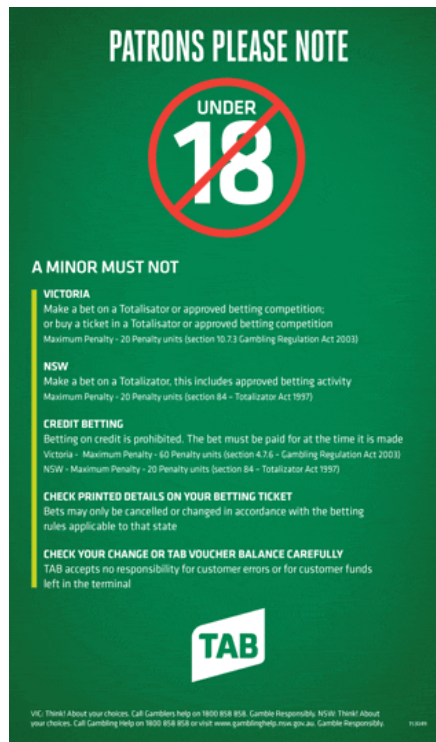 PATRONS PLEASE NOTE
UNDER
18
A MINOR MUST NOT
VICTORIA
Make a bet on a Totalisator or approved betting competition;
or buy a ticket in a Totalisator or approved betting competition
Maximum Penalty - 20 Penalty units (section 10.7.3 Gambling Regulation Act 2003)
NSW
Make a bet on a Totalizator, this includes approved betting activity
Maximum Penalty - 20 Penalty units (section 84 – Totalizator Act 1997)
CREDIT BETTING
Betting on credit is prohibited. The bet must be paid for at the time it is made
Victoria - Maximum Penalty - 60 Penalty units (section 4.7.6 – Gambling Regulation Act 2003)
NSW - Maximum Penalty - 20 Penalty units (section 84 – Totalizator Act 1997)
CHECK PRINTED DETAILS ON YOUR BETTING TICKET
Bets may only be cancelled or changed in accordance with the betting
rules applicable to that state
CHECK YOUR CHANGE OR TAB VOUCHER BALANCE CAREFULLY
TAB accepts no responsibility for customer errors or for customer funds
left in the terminal
TAB
VIC: Think! About your choices. Call Gamblers help on 1800 858 858. Gamble Responsibly. NSW: Think! About
your choices. Call Gambling Help on 1800 858 858 or visit www.gamblinghelp.nsw.gov.au. Gamble Responsibly.